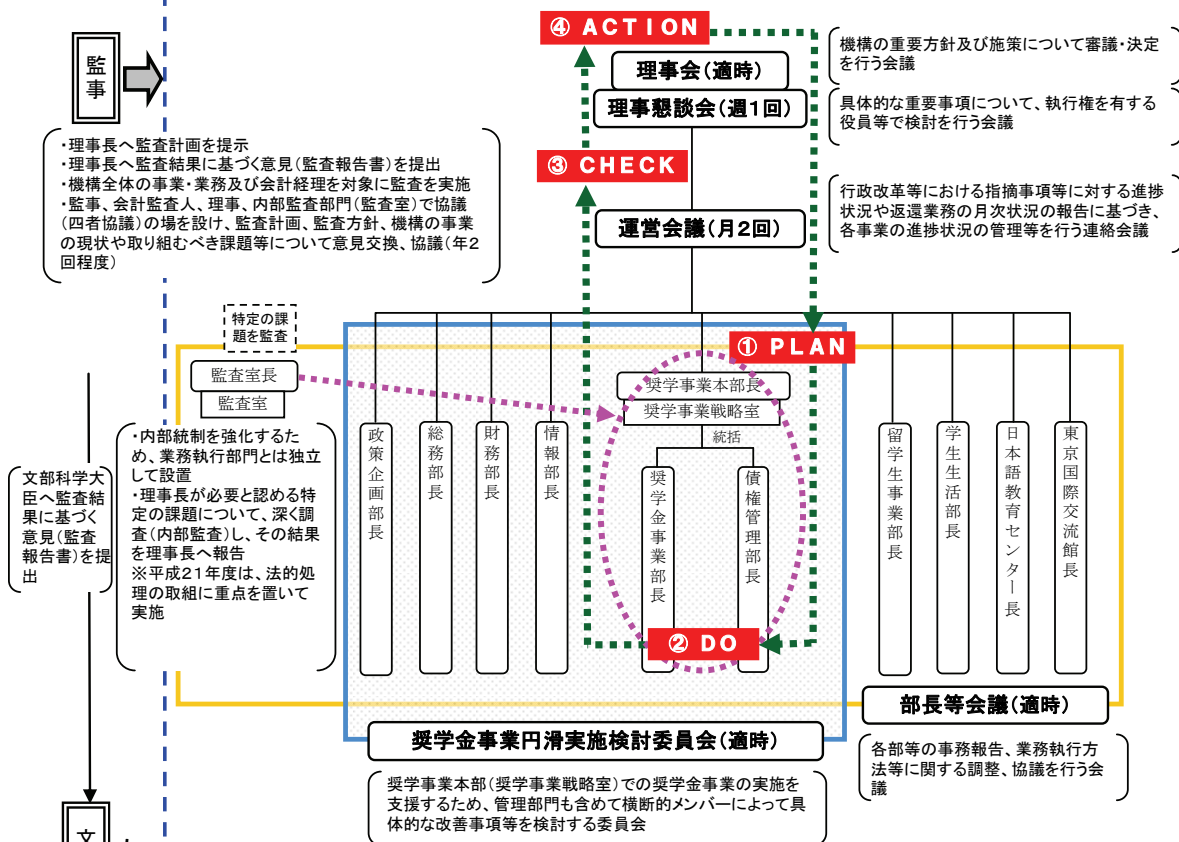 ④ ACTION
監事
理事会(適時)
理事懇談会(週1回)
機構の重要方針及び施策について審議・決定
を行う会議
具体的な重要事項について、執行権を有する
役員等で検討を行う会議
・理事長へ監査計画を提示
・理事長へ監査結果に基づく意見(監査報告書)を提出
・機構全体の事業・業務及び会計経理を対象に監査を実施
・監事、会計監査人、理事、内部監査部門(監査室)で協議
(四者協議)の場を設け、監査計画、監査方針、機構の事業
の現状や取り組むべき課題等について意見交換、協議(年2
回程度)
③ CHECK
運営会議(月2回)
行政改革等における指摘事項等に対する進捗
状況や返還業務の月次状況の報告に基づき、
各事業の進捗状況の管理等を行う連絡会議
特定の課
題を監査
① PLAN
監査室長
監査室
奨学事業本部長
奨学事業戦略室
統括
・内部統制を強化するた
め、業務執行部門とは独立
して設置
・理事長が必要と認める特
定の課題について、深く調
査(内部監査)し、その結果
を理事長へ報告
※平成21年度は、法的処
理の取組に重点を置いて
実施
文部科学大
臣へ監査結
果に基づく
意見(監査
報告書)を提
出
政策企画部長
総務部長
財務部長
情報部長
奨学金事業部長
債権管理部長
留学生事業部長
学生生活部長
日本語教育センター長
東京国際交流館長
② DO
部長等会議(適時)
奨学金事業円滑実施検討委員会(適時)
各部等の事務報告、業務執行方
法等に関する調整、協議を行う会
議
奨学事業本部(奨学事業戦略室)での奨学金事業の実施を
支援するため、管理部門も含めて横断的メンバーによって具
体的な改善事項等を検討する委員会
文